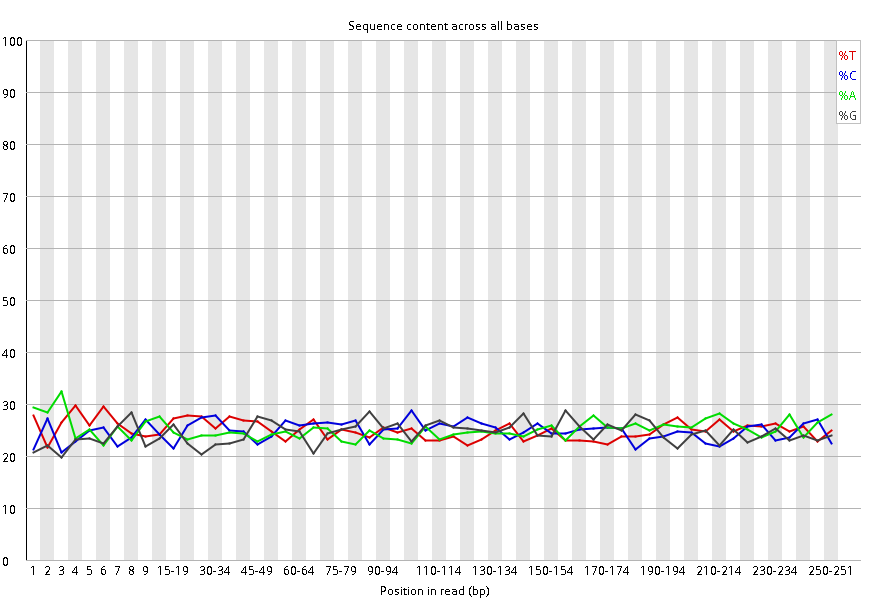 Sequence content across all bases
100
90
80
70
60
50
40
30
20
10
0
%T
%C
%A
%G
1 2 3 4 5 6 7 8 9 15-19 30-34 45-49 60-64 75-79 90-94 110-114 130-134 150-154 170-174 190-194 210-214 230-234 250-251
Position in read (bp)